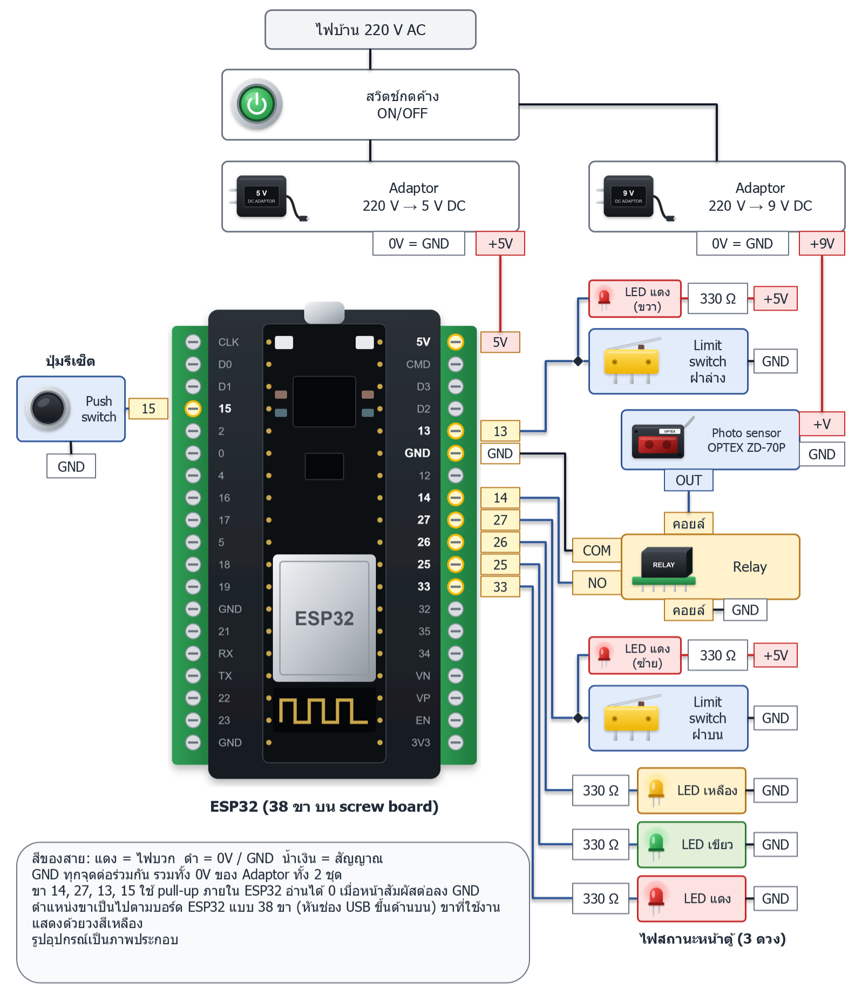 ไฟบ้าน 220 V AC
สวิตช์กดค้าง
ON/OFF
5 V
DC ADAPTOR
Adaptor
220 V → 5 V DC
0V = GND
+5V
9 V
DC ADAPTOR
Adaptor
220 V → 9 V DC
0V = GND
+9V
ปุ่มรีเซ็ต
Push
switch
15
GND
CLK
D0
D1
15
2
0
4
16
17
5
18
19
GND
21
RX
TX
22
23
GND
ESP32
5V
CMD
D3
D2
13
GND
12
14
27
26
25
33
32
35
34
VN
VP
EN
3V3
5V
13
GND
14
27
26
25
33
ESP32 (38 ขา บน screw board)
LED แดง
(ขวา)
330 Ω
+5V
Limit
switch
ฝาล่าง
GND
OPTEX
Photo sensor
OPTEX ZD-70P
+V
GND
OUT
คอยล์
COM
NO
RELAY
Relay
คอยล์
GND
LED แดง
(ซ้าย)
330 Ω
+5V
Limit
switch
ฝาบน
GND
330 Ω
LED เหลือง
GND
330 Ω
LED เขียว
GND
330 Ω
LED แดง
GND
ไฟสถานะหน้าตู้ (3 ดวง)
สีของสาย: แดง = ไฟบวก ดำ = 0V / GND น้ำเงิน = สัญญาณ
GND ทุกจุดต่อร่วมกัน รวมทั้ง 0V ของ Adaptor ทั้ง 2 ชุด
ขา 14, 27, 13, 15 ใช้ pull-up ภายใน ESP32 อ่านได้ 0 เมื่อหน้าสัมผัสต่อลง GND
ตำแหน่งขาเป็นไปตามบอร์ด ESP32 แบบ 38 ขา (หันช่อง USB ขึ้นด้านบน) ขาที่ใช้งาน
แสดงด้วยวงสีเหลือง
รูปอุปกรณ์เป็นภาพประกอบ